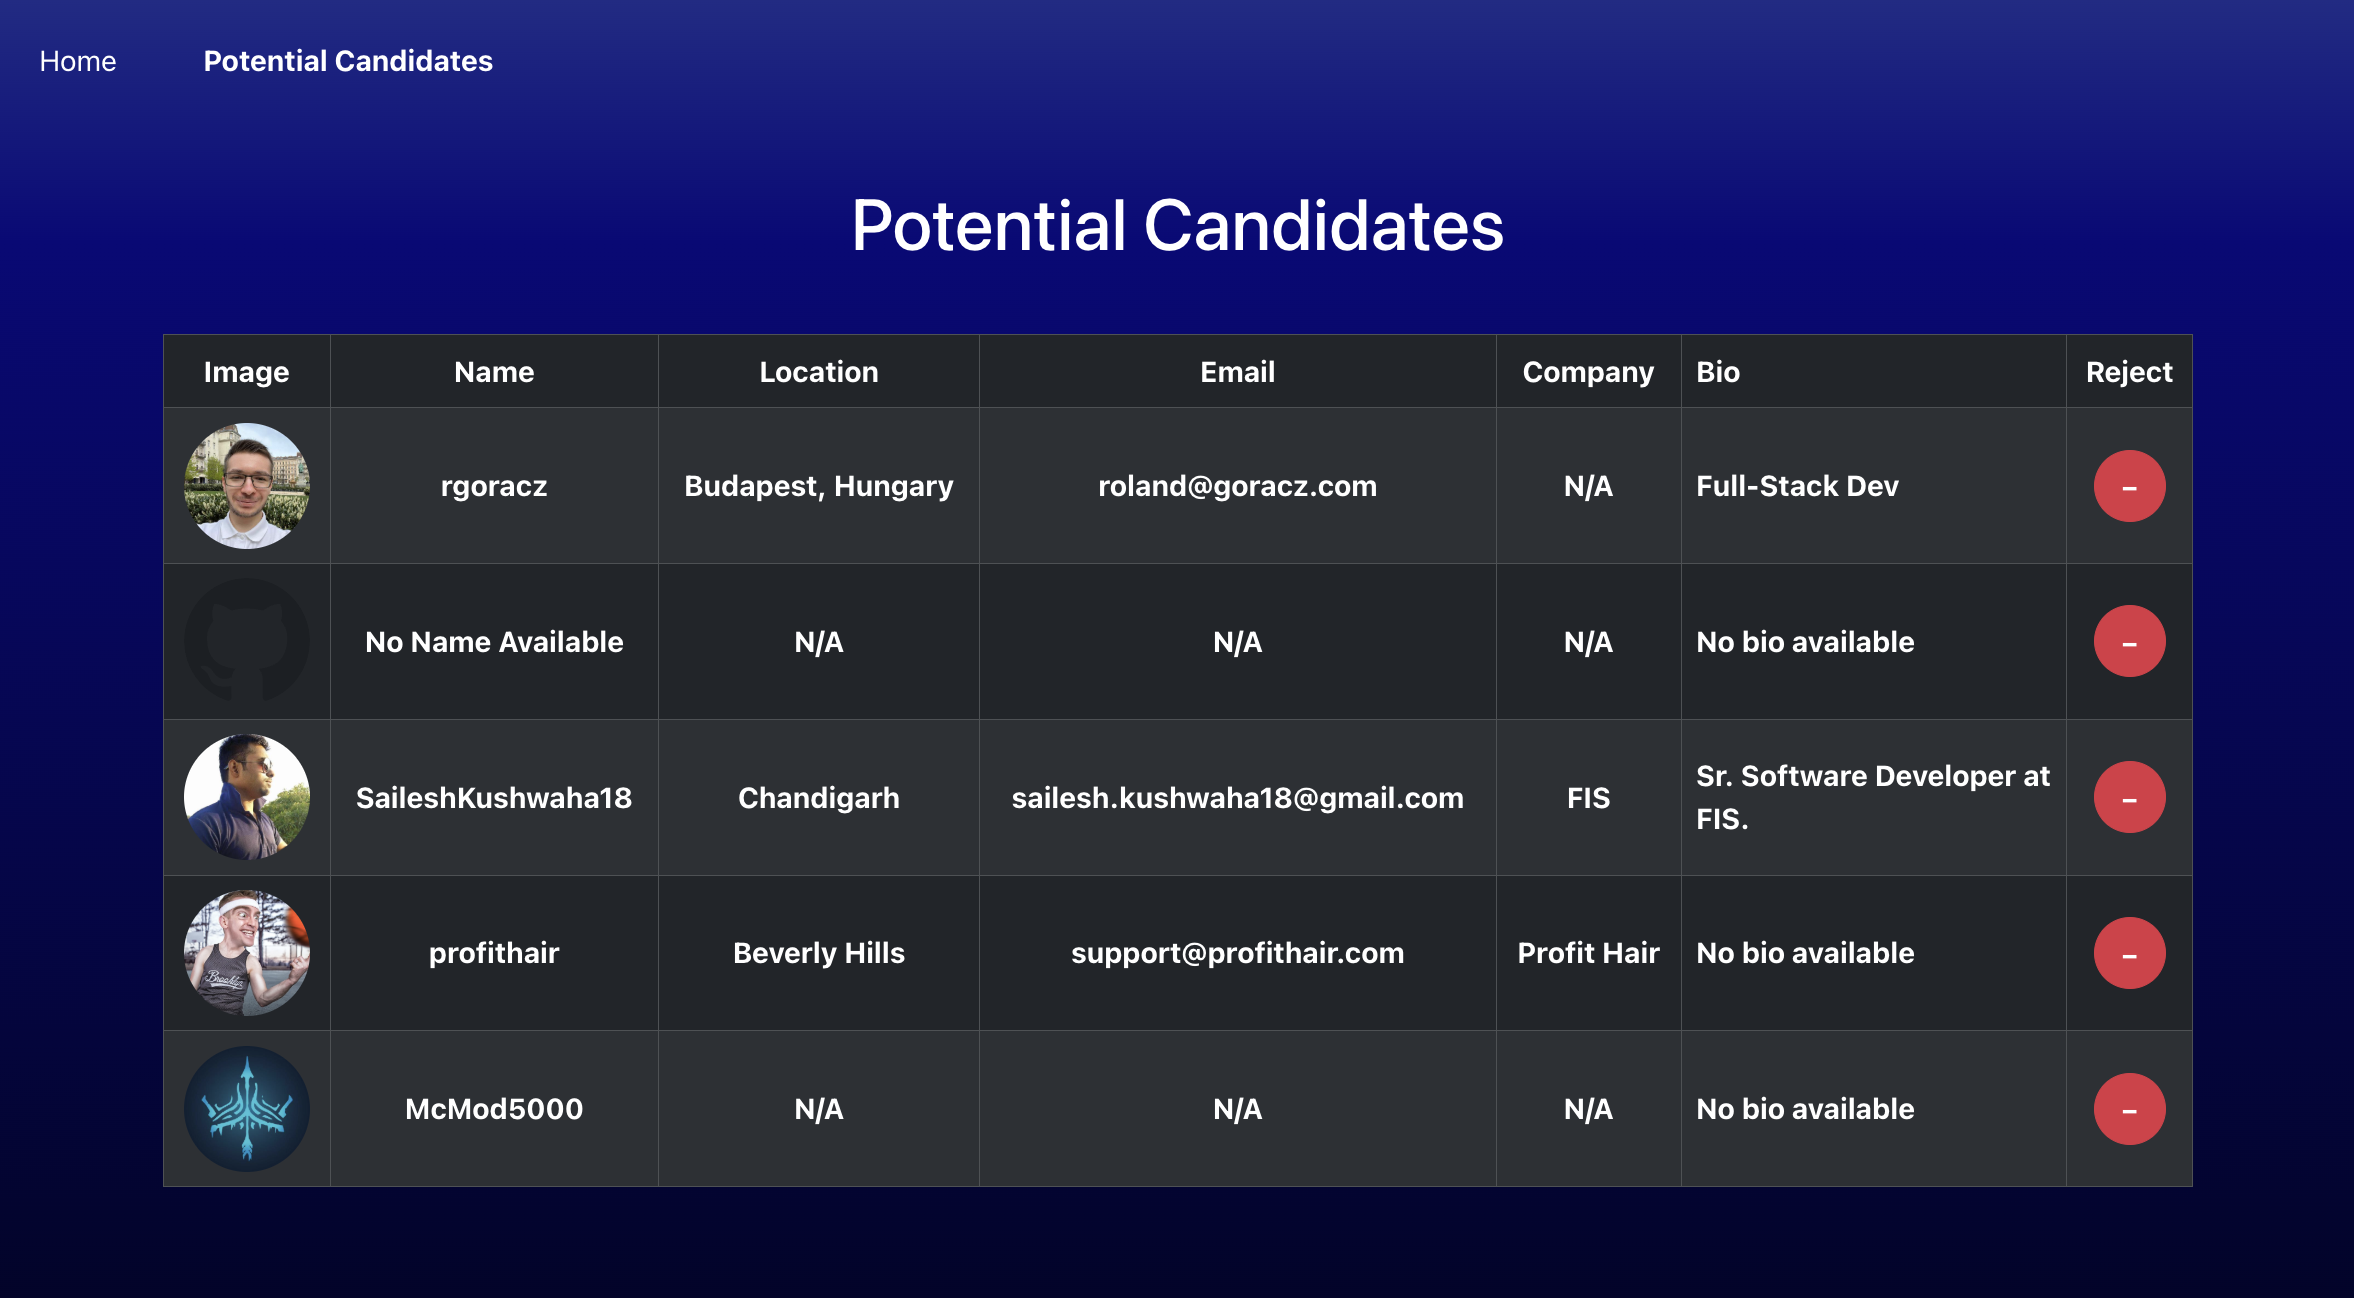 Home Potential Candidates
Potential Candidates
Image Name Location Email Company Bio Reject
rgoracz Budapest, Hungary roland@goracz.com N/A Full-Stack Dev -
No Name Available N/A N/A N/A No bio available -
SaileshKushwaha18 Chandigarh sailesh.kushwaha18@gmail.com FIS Sr. Software Developer at
FIS. -
Brooklyn
profithair Beverly Hills support@profithair.com Profit Hair No bio available -
McMod5000 N/A N/A N/A No bio available -